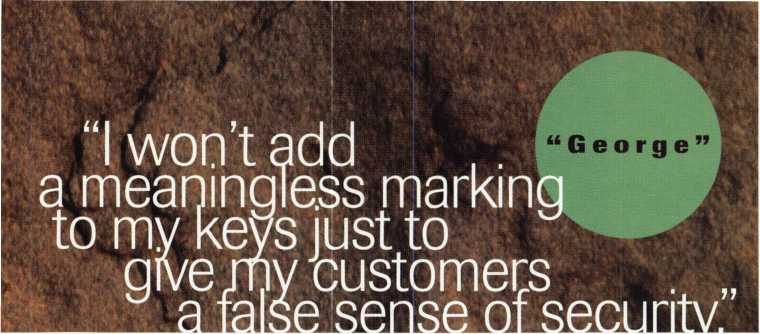 "I won't add
a meaningless marking
to my keys just to
give my customers
a false sense of security."
"George"